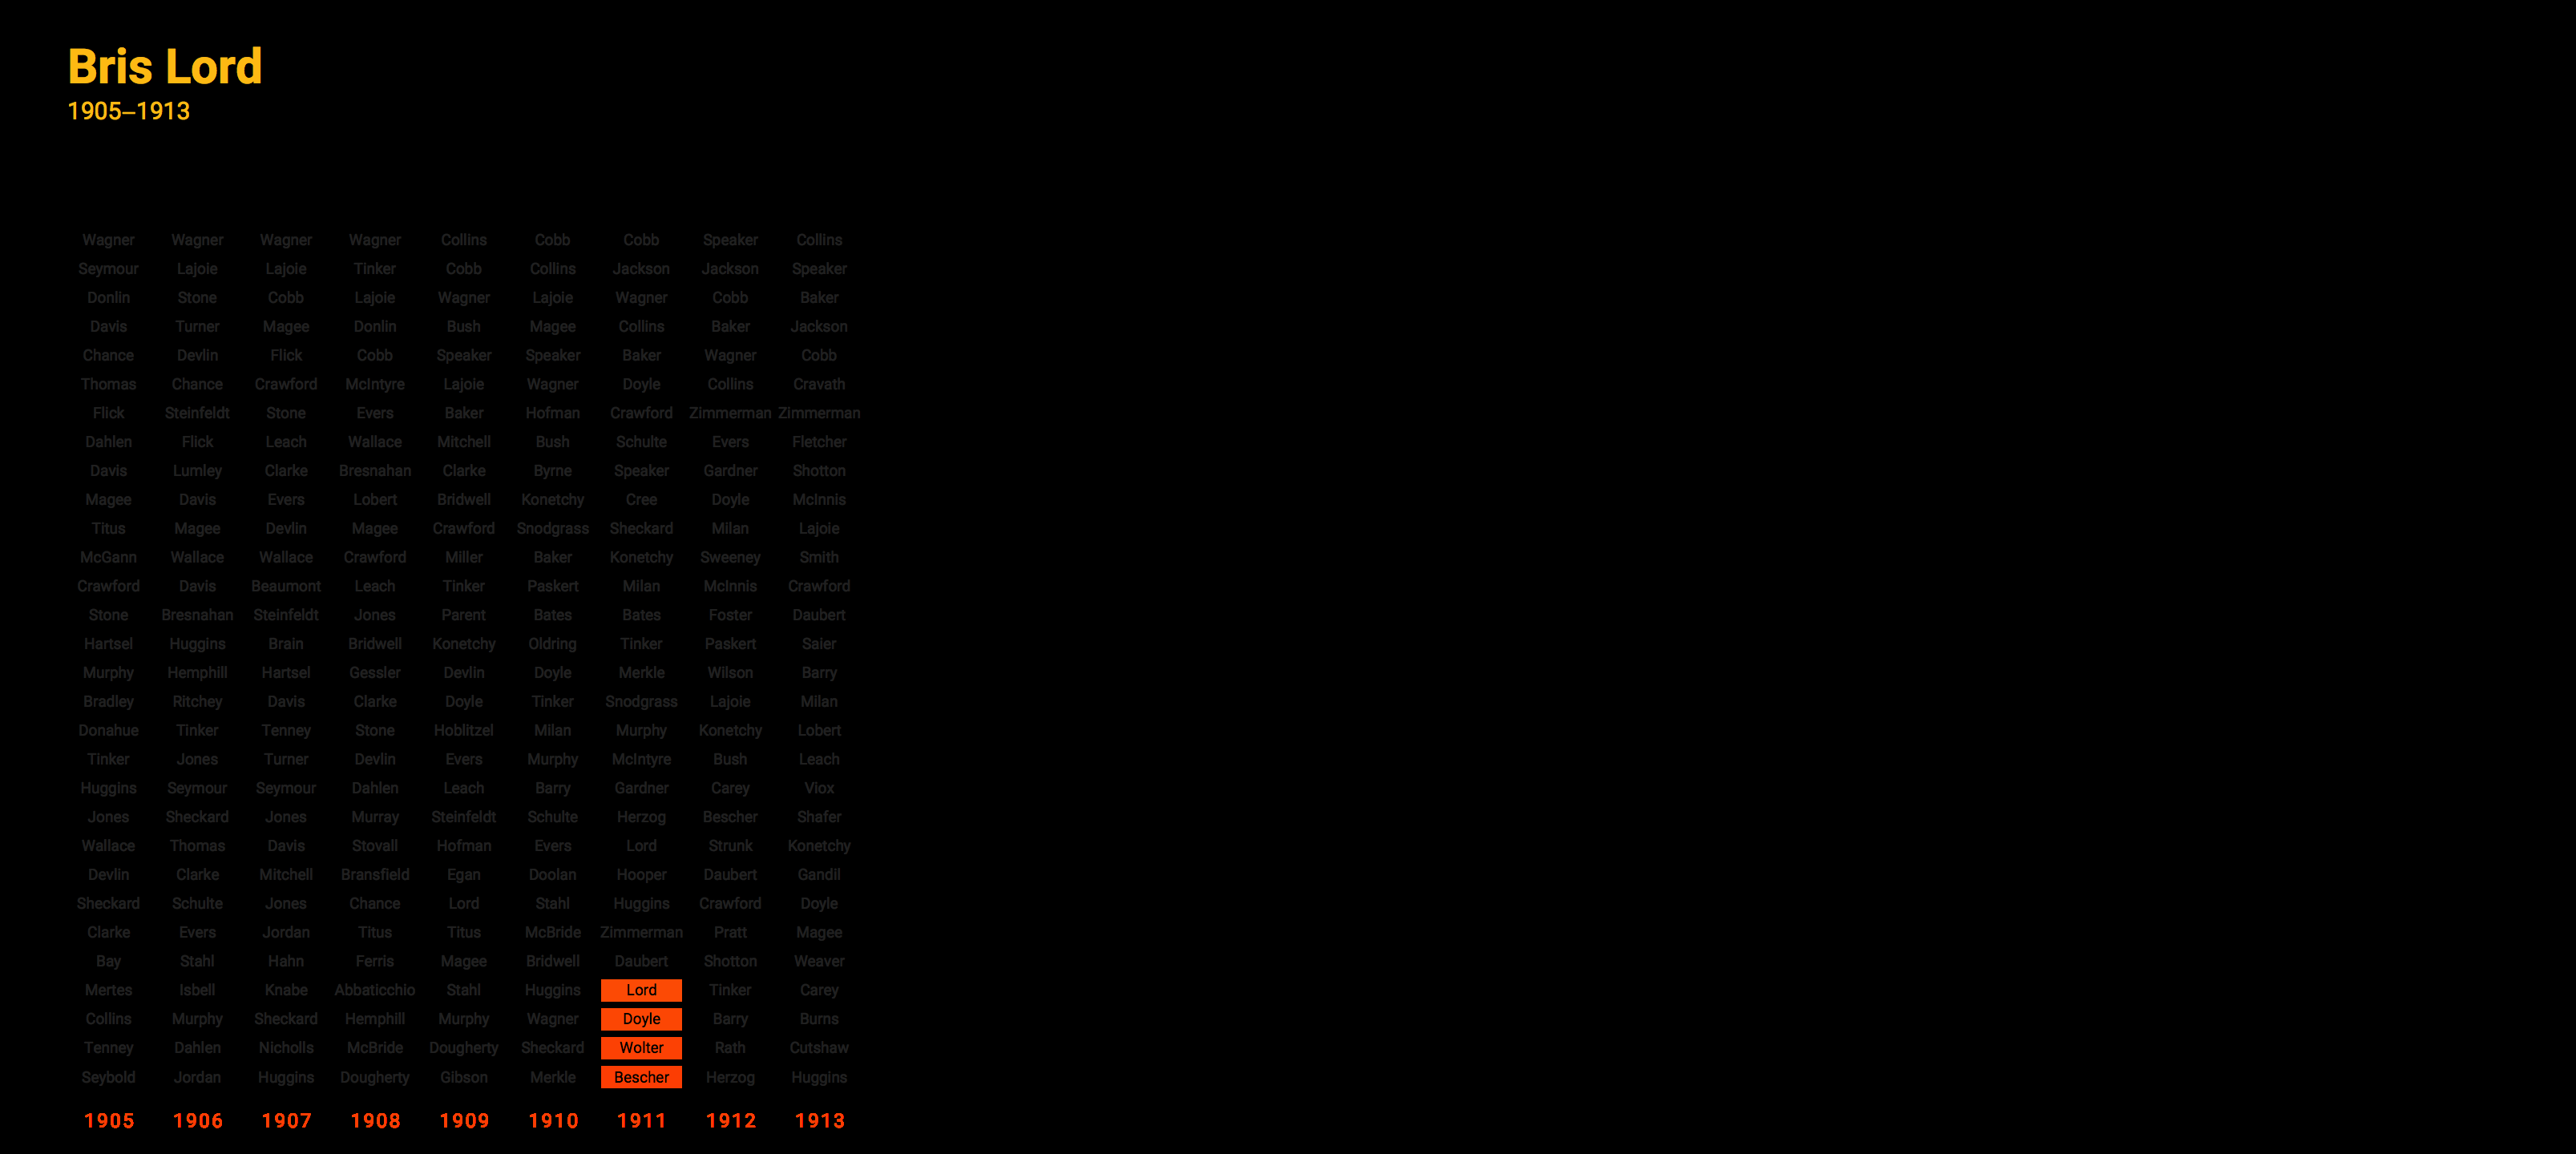 Bris Lord
1905–1913
Wagner Wagner Wagner Wagner Collins Cobb Cobb Speaker Collins
Seymour Lajoie Lajoie Tinker Cobb Collins Jackson Jackson Speaker
Donlin Stone Cobb Lajoie Wagner Lajoie Wagner Cobb Baker
Davis Turner Magee Donlin Bush Magee Collins Baker Jackson
Chance Devlin Flick Cobb Speaker Speaker Baker Wagner Cobb
Thomas Chance Crawford McIntyre Lajoie Wagner Doyle Collins Cravath
Flick Steinfeldt Stone Evers Baker Hofman Crawford Zimmerman Zimmerman
Dahlen Flick Leach Wallace Mitchell Bush Schulte Evers Fletcher
Davis Lumley Clarke Bresnahan Clarke Byrne Speaker Gardner Shotton
Magee Davis Evers Lobert Bridwell Konetchy Cree Doyle McInnis
Titus Magee Devlin Magee Crawford Snodgrass Sheckard Milan Lajoie
McGann Wallace Wallace Crawford Miller Baker Konetchy Sweeney Smith
Crawford Davis Beaumont Leach Tinker Paskert Milan McInnis Crawford
Stone Bresnahan Steinfeldt Jones Parent Bates Bates Foster Daubert
Hartsel Huggins Brain Bridwell Konetchy Oldring Tinker Paskert Saier
Murphy Hemphill Hartsel Gessler Devlin Doyle Merkle Wilson Barry
Bradley Ritchey Davis Clarke Doyle Tinker Snodgrass Lajoie Milan
Donahue Tinker Tenney Stone Hoblitzel Milan Murphy Konetchy Lobert
Tinker Jones Turner Devlin Evers Murphy McIntyre Bush Leach
Huggins Seymour Seymour Dahlen Leach Barry Gardner Carey Viox
Jones Sheckard Jones Murray Steinfeldt Schulte Herzog Bescher Shafer
Wallace Thomas Davis Stovall Hofman Evers Lord Strunk Konetchy
Devlin Clarke Mitchell Bransfield Egan Doolan Hooper Daubert Gandil
Sheckard Schulte Jones Chance Lord Stahl Huggins Crawford Doyle
Clarke Evers Jordan Titus Titus McBride Zimmerman Pratt Magee
Bay Stahl Hahn Ferris Magee Bridwell Daubert Shotton Weaver
Mertes Isbell Knabe Abbaticchio Stahl Huggins Lord Tinker Carey
Collins Murphy Sheckard Hemphill Murphy Wagner Doyle Barry Burns
Tenney Dahlen Nicholls McBride Dougherty Sheckard Wolter Rath Cutshaw
Seybold Jordan Huggins Dougherty Gibson Merkle Bescher Herzog Huggins
1905 1906 1907 1908 1909 1910 1911 1912 1913